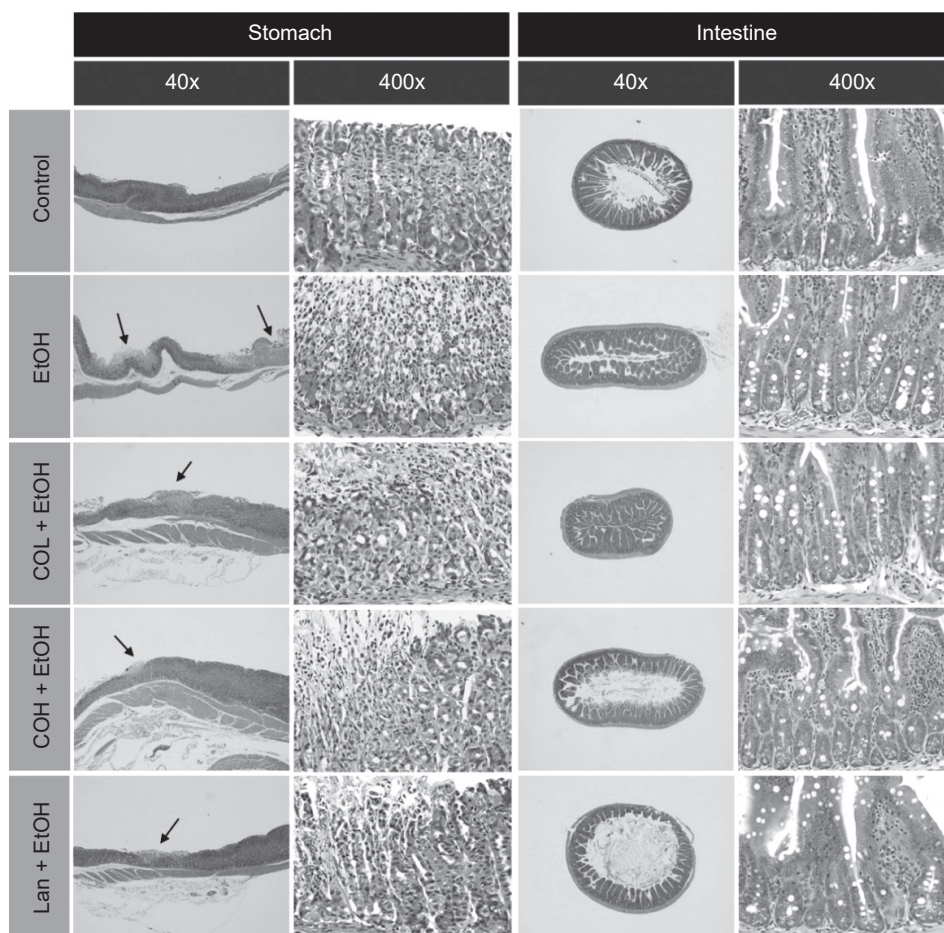 Stomach
Intestine
40x
400x
40x
400x
Control
EtOH
COL + EtOH
COH + EtOH
Lan + EtOH